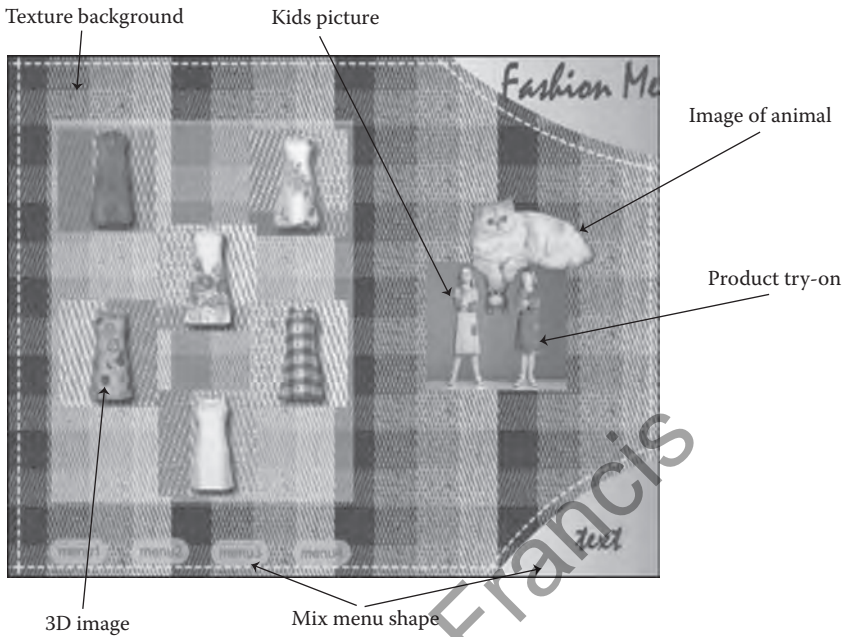 Texture background
Kids picture
Fashion Me
Image of animal
Product try-on
menu1
menu2
menu3
menu4
text
3D image
Mix menu shape
Francis